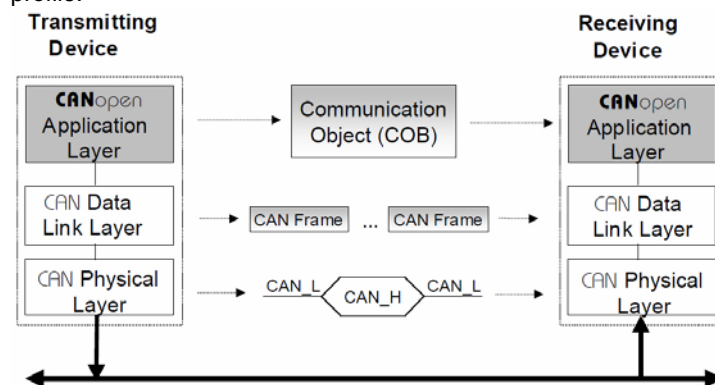 profile.
Transmitting
Device
Receiving
Device
CANopen
Application
Layer
Communication
Object (COB)
CANopen
Application
Layer
CAN Data
Link Layer
CAN Frame ... CAN Frame
CAN Data
Link Layer
CAN Physical
Layer
CAN_L CAN_H CAN_L
CAN Physical
Layer